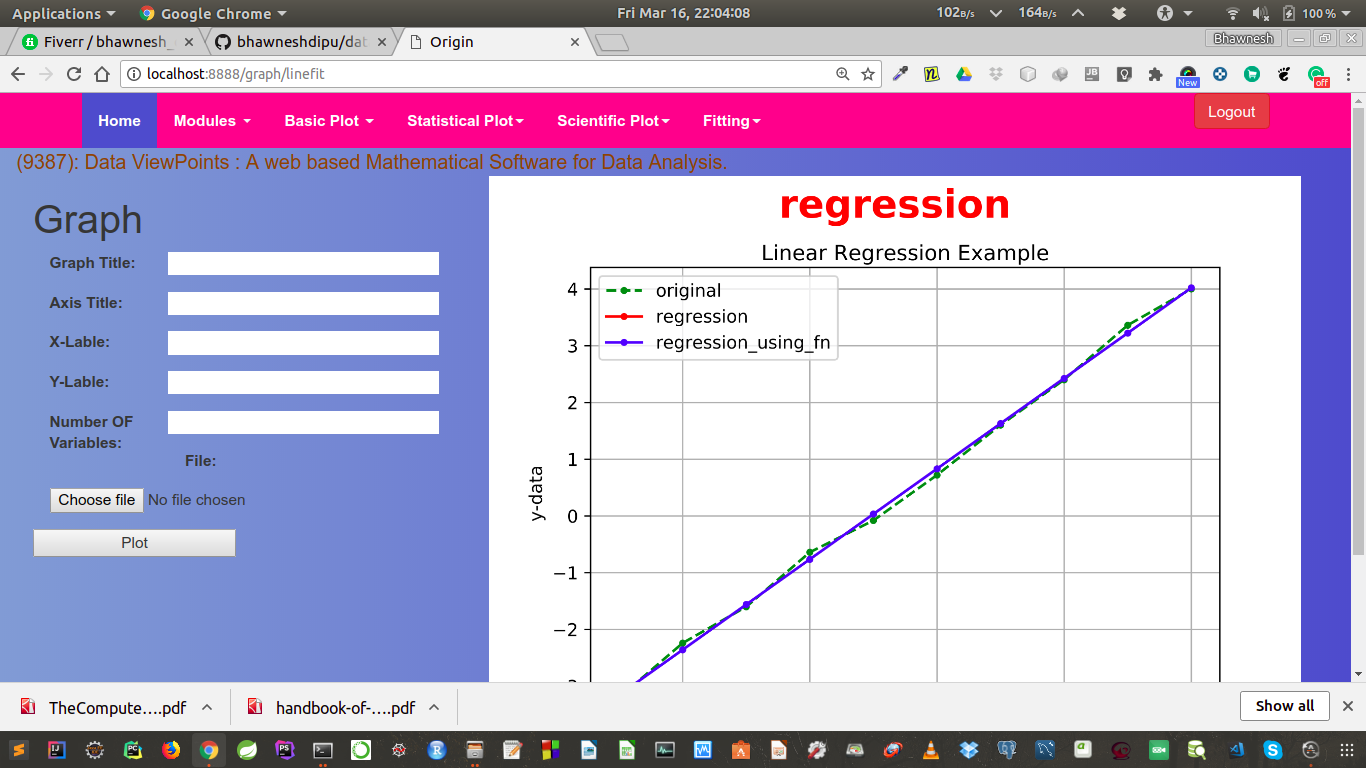 Applications Google Chrome Fri Mar 16, 22:04:08 102B/s 164B/s 100 %
Fiverr / bhawnesh_ bhawneshdipu/dat Origin Bhawnesh
localhost:8888/graph/linefit New off
Home Modules Basic Plot Statistical Plot Scientific Plot Fitting Logout
(9387): Data ViewPoints : A web based Mathematical Software for Data Analysis.
Graph
Graph Title:
Axis Title:
X-Lable:
Y-Lable:
Number OF
Variables:
File:
Choose file No file chosen
Plot
regression
Linear Regression Example
original
regression
regression_using_fn
4
3
2
1
0
−1
−2
y-data
TheCompute....pdf handbook-of-....pdf Show all